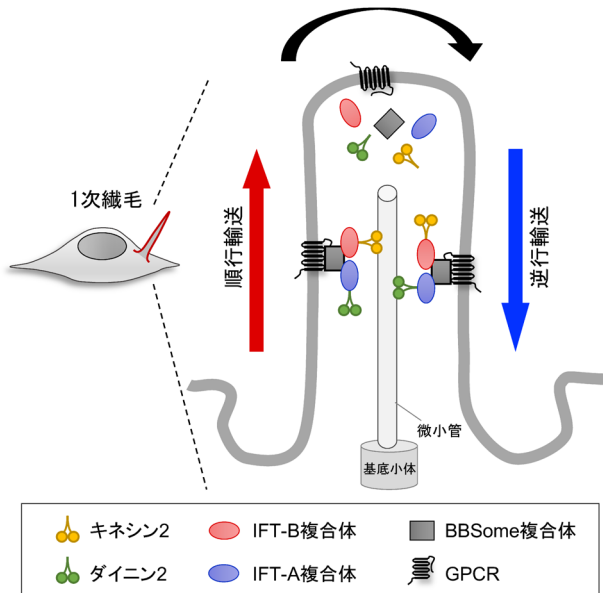 1次繊毛
順行輸送
逆行輸送
微小管
基底小体
キネシン2
IFT-B複合体
BBSome複合体
ダイニン2
IFT-A複合体
GPCR